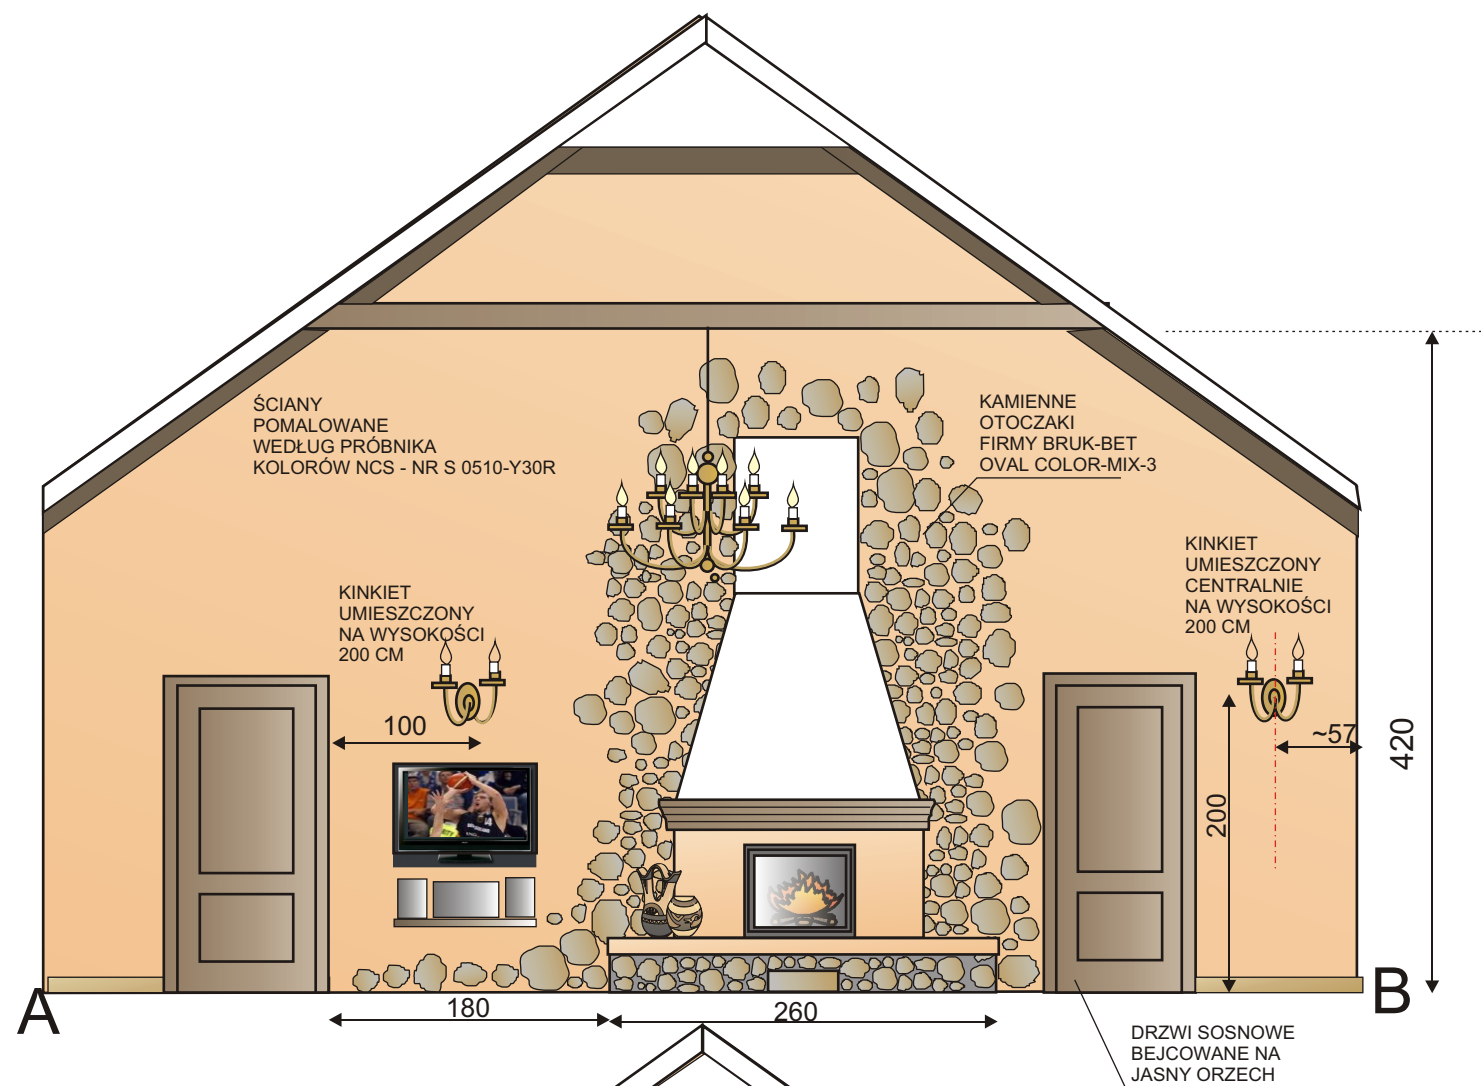 ŚCIANY
POMALOWANE
WEDŁUG PRÓBNIKA
KOLORÓW NCS - NR S 0510-Y30R
KAMIENNE
OTOCZAKI
FIRMY BRUK-BET
OVAL COLOR-MIX-3
KINKIET
UMIESZCZONY
NA WYSOKOŚCI
200 CM
KINKIET
UMIESZCZONY
CENTRALNIE
NA WYSOKOŚCI
200 CM
100
~57
420
200
A
B
180
260
DRZWI SOSNOWE
BEJCOWANE NA
JASNY ORZECH